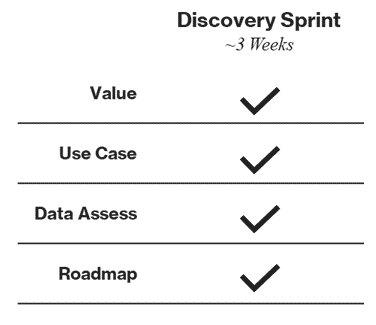 Discovery Sprint
~3 Weeks
Value
Use Case
Data Assess
Roadmap